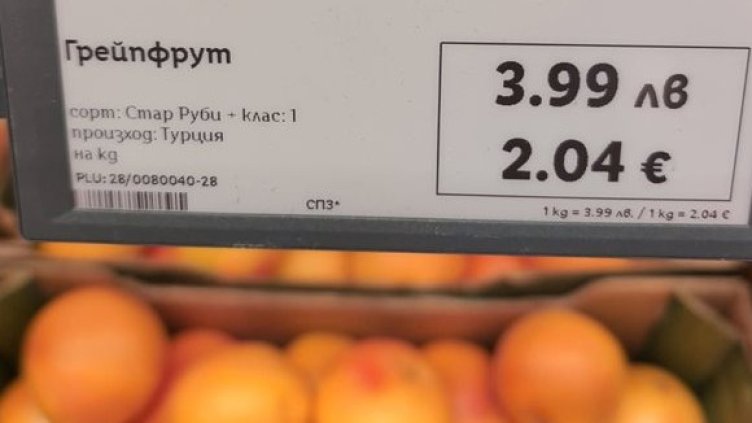 Грейпфрут
3.99 лв
2.04 €
сорт: Стар Руби + клас: 1
произход: Турция
на kg
PLU: 28/0080040-28
СПЗ*
1 kg = 3.99 лв. / 1 kg = 2.04 €